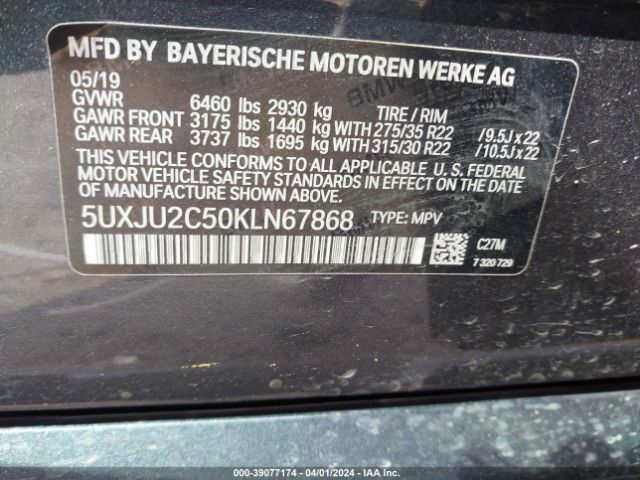 MFD BY BAYERISCHE MOTOREN WERKE AG
05/19
GVWR 6460 lbs 2930 kg TIRE / RIM
GAWR FRONT 3175 lbs 1440 kg WITH 275/35 R22 /9.5J x 22
GAWR REAR 3737 lbs 1695 kg WITH 315/30 R22 /10.5J x 22
THIS VEHICLE CONFORMS TO ALL APPLICABLE U. S. FEDERAL
MOTOR VEHICLE SAFETY STANDARDS IN EFFECT ON THE DATE OF
MANUFACTURE SHOWN ABOVE.
5UXJU2C50KLN67868 TYPE: MPV
C27M
7 320 729
000-39077174 | 04/01/2024 | IAA Inc.